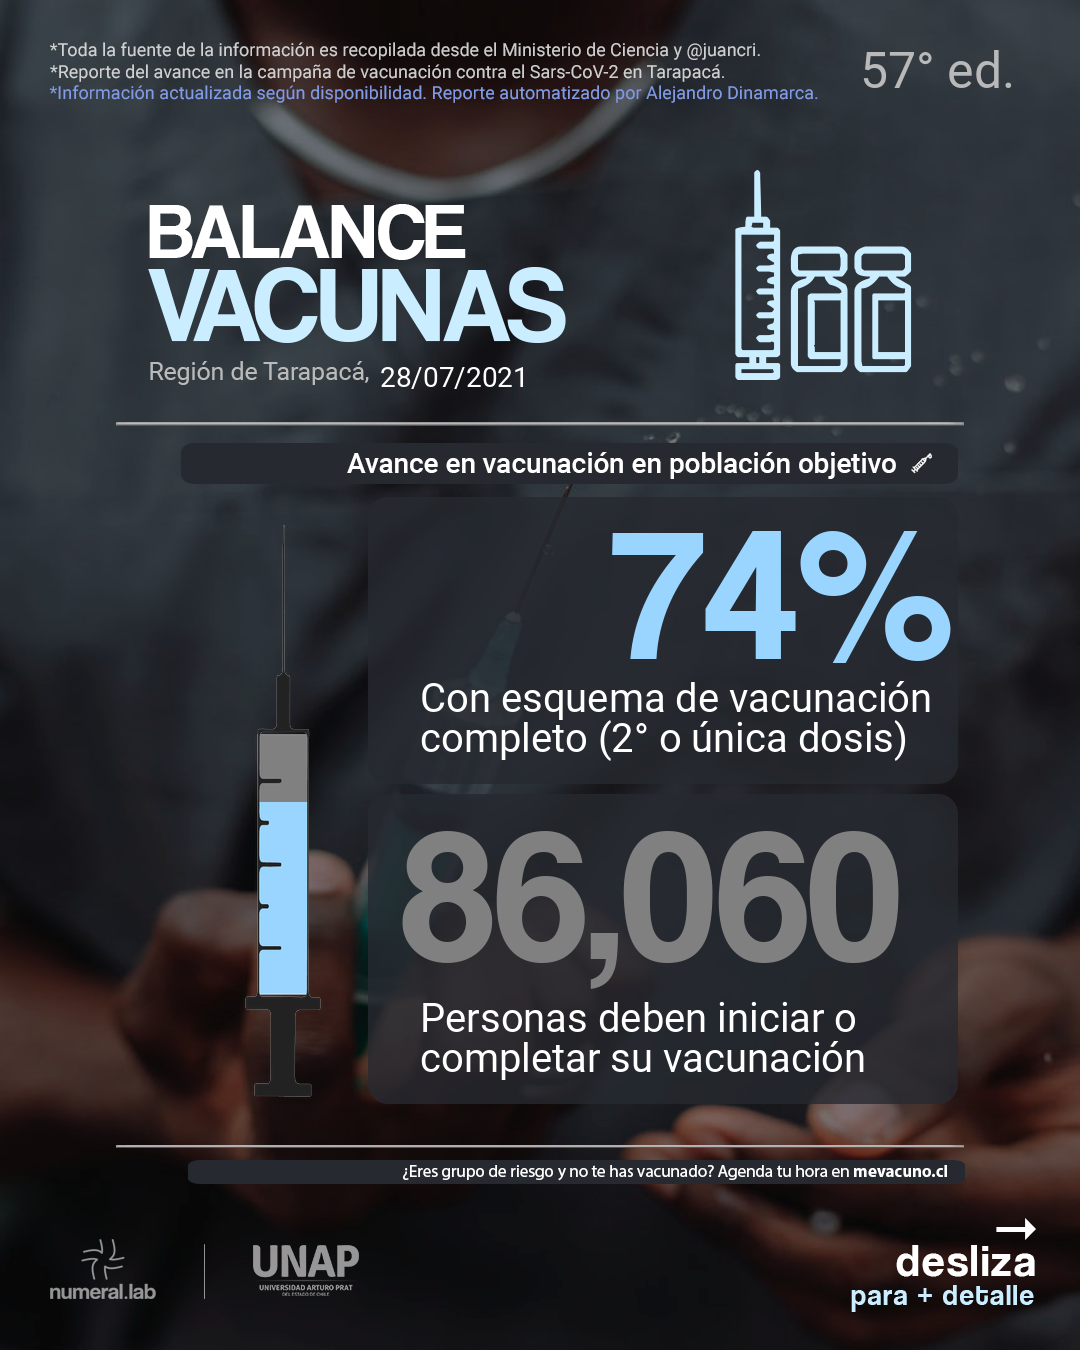 *Toda la fuente de la información es recopilada desde el Ministerio de Ciencia y @juancri.
*Reporte del avance en la campaña de vacunación contra el Sars-CoV-2 en Tarapacá.
*Información actualizada según disponibilidad. Reporte automatizado por Alejandro Dinamarca.
57° ed.
BALANCE
VACUNAS
Región de Tarapacá, 28/07/2021
Avance en vacunación en población objetivo
74%
Con esquema de vacunación
completo (2° o única dosis)
86,060
Personas deben iniciar o
completar su vacunación
¿Eres grupo de riesgo y no te has vacunado? Agenda tu hora en mevacuno.cl
numeral.lab
UNAP
UNIVERSIDAD ARTURO PRAT
DEL ESTADO DE CHILE
desliza
para + detalle